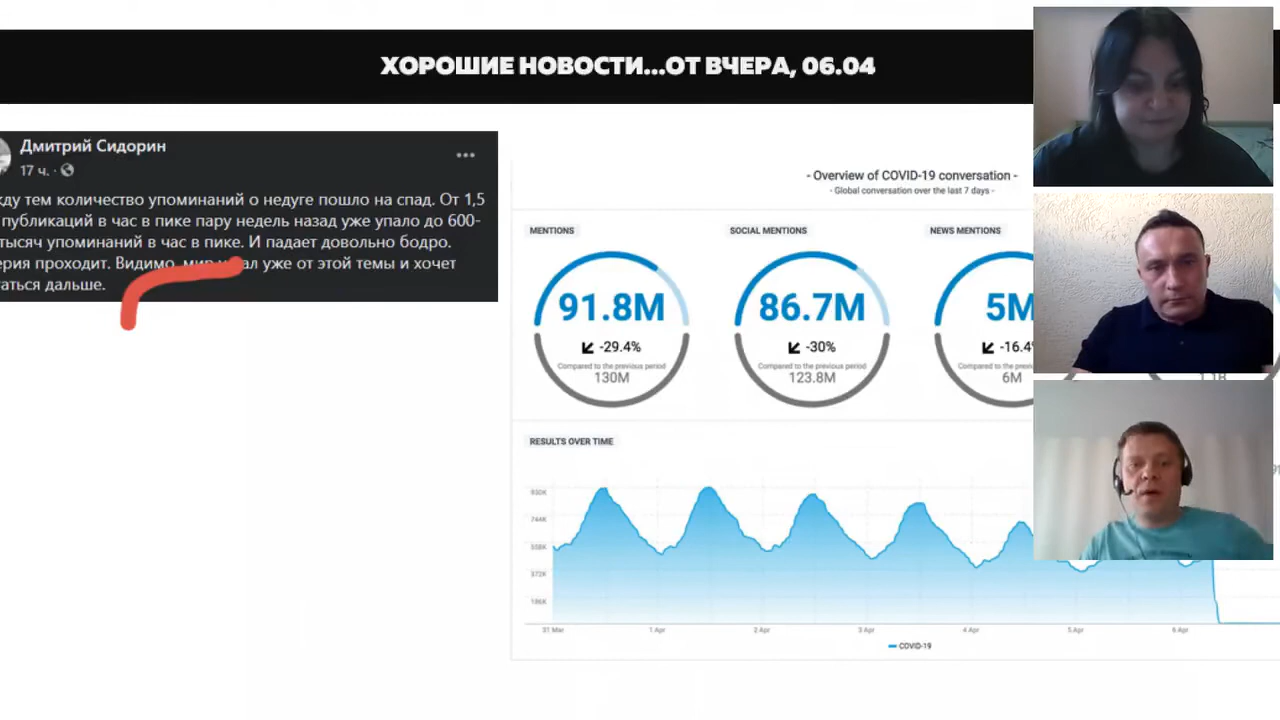 ХОРОШИЕ НОВОСТИ...ОТ ВЧЕРА, 06.04
Дмитрий Сидорин
17 ч. ·
тем количество упоминаний о недуге пошло на спад. От 1,5
публикаций в час в пике пару недель назад уже упало до 600-
тысяч упоминаний в час в пике. И падает довольно бодро.
проходит. Видимо, мир уже от этой темы и хочет
дальше.
- Overview of COVID-19 conversation -
- Global conversation over the last 7 days -
MENTIONS
SOCIAL MENTIONS
NEWS MENTIONS
91.8M
86.7M
5M
-29.4%
-30%
-16.4
Compared to the previous period
Compared to the previous period
Compared to the previous
130M
123.8M
6M
RESULTS OVER TIME
930K
744K
558K
372K
186K
31 Mar
1 Apr
2 Apr
3 Apr
4 Apr
5 Apr
6 Apr
COVID-19